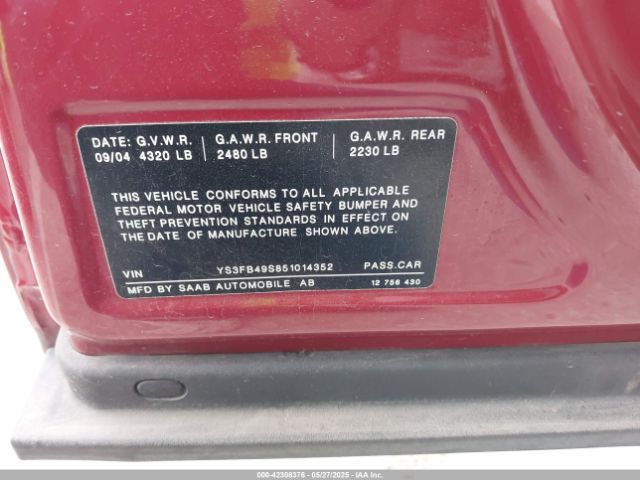 DATE: G.V.W.R. G.A.W.R. FRONT G.A.W.R. REAR
09/04 4320 LB 2480 LB 2230 LB
THIS VEHICLE CONFORMS TO ALL APPLICABLE
FEDERAL MOTOR VEHICLE SAFETY BUMPER AND
THEFT PREVENTION STANDARDS IN EFFECT ON
THE DATE OF MANUFACTURE SHOWN ABOVE.
VIN YS3FB49S851014352 PASS.CAR
MFD BY SAAB AUTOMOBILE AB 12 756 430
000-42308376 - 05/27/2025 - IAA Inc.